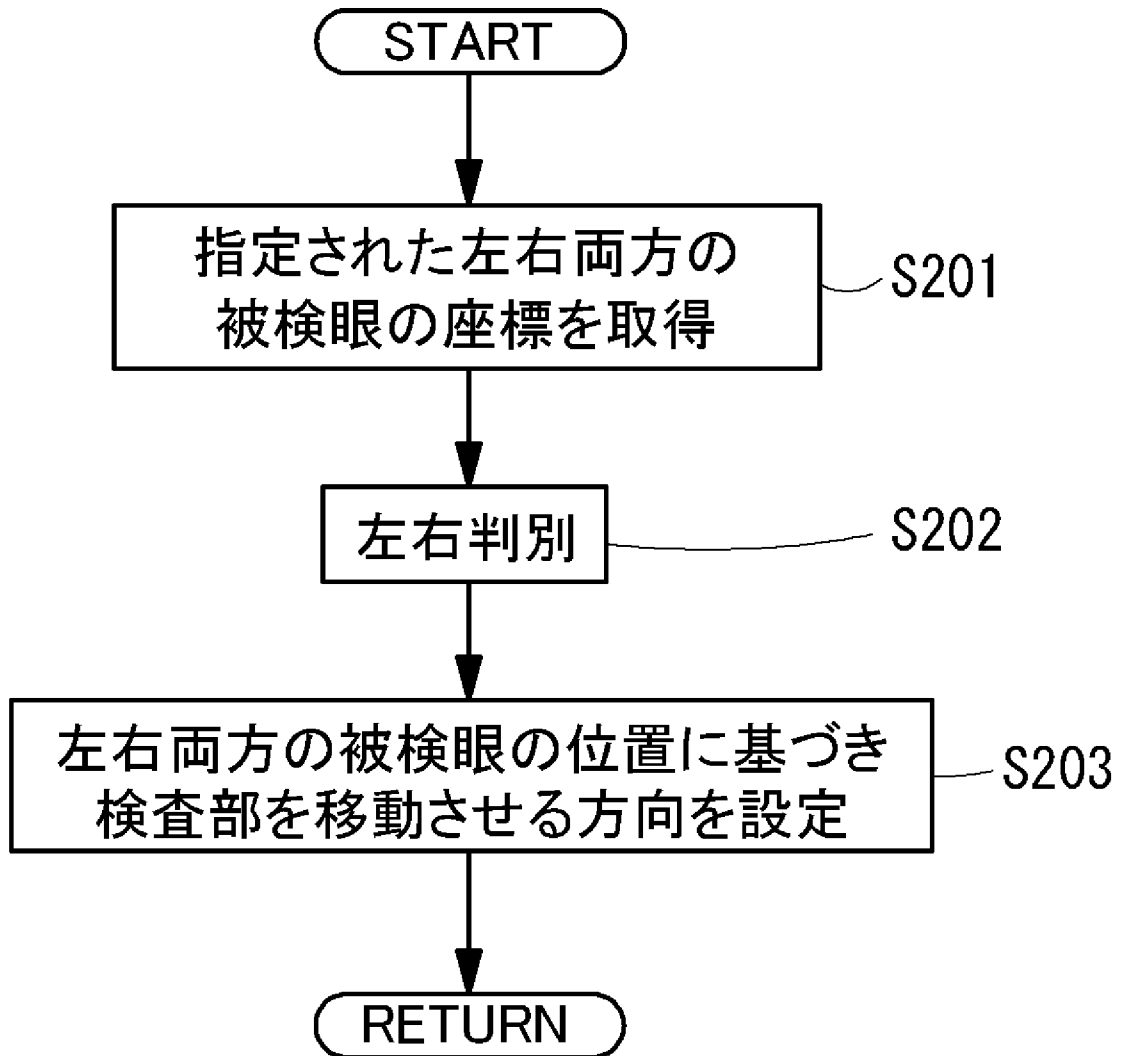 START
指定された左右両方の
被検眼の座標を取得
S201
左右判別
S202
左右両方の被検眼の位置に基づき
検査部を移動させる方向を設定
S203
RETURN